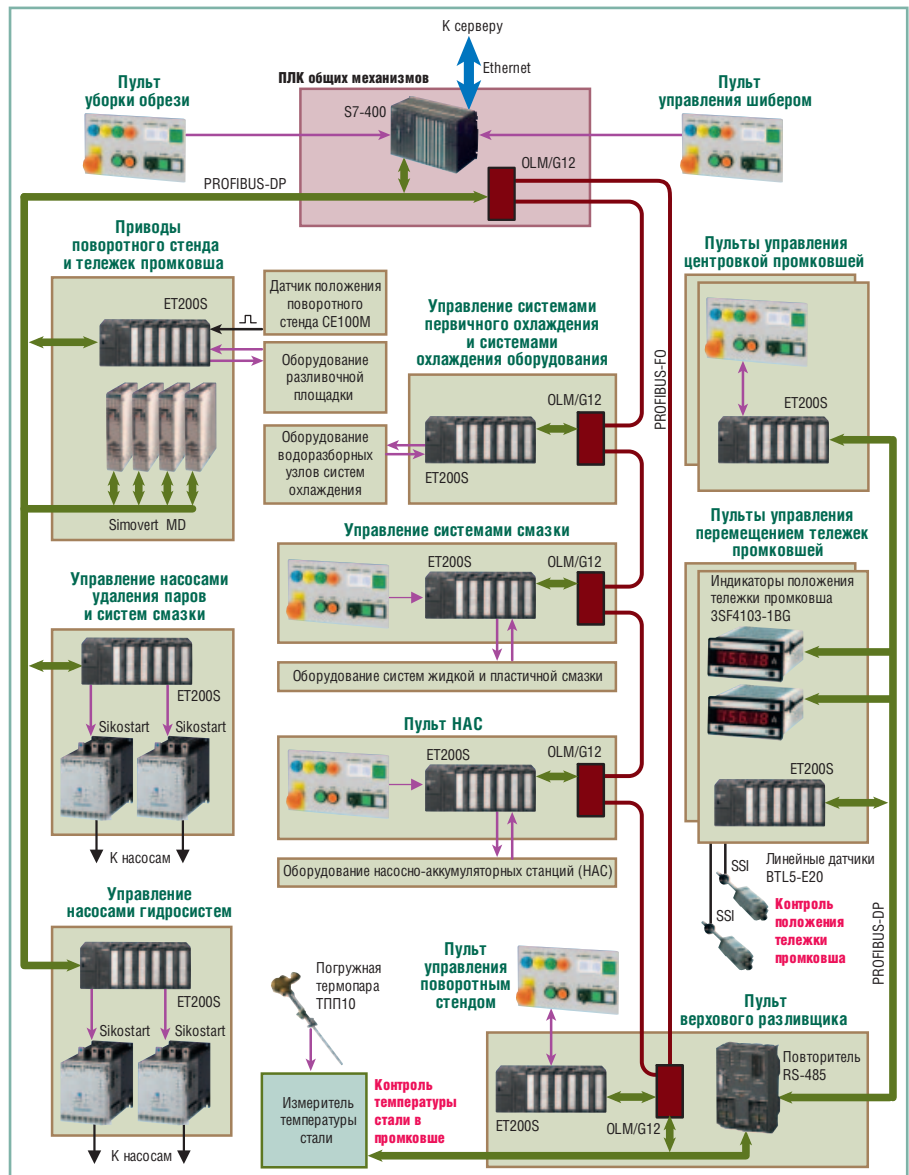 К серверу
Ethernet
ПЛК общих механизмов
S7-400
Пульт
уборки обрези
Пульт
управления шибером
PROFIBUS-DP
OLM/G12
Приводы
поворотного стенда
и тележек промковша
ET200S
Датчик положения
поворотного
стенда CE100M
Оборудование
разливочной
площадки
Simovert MD
Управление системами
первичного охлаждения
и системами
охлаждения оборудования
OLM/G12
ET200S
Оборудование
водоразборных
узлов систем
охлаждения
PROFIBUS-FO
Пульты управления
центровкой промковшей
ET200S
Управление насосами
удаления паров
и систем смазки
ET200S
Sikostart
Sikostart
К насосам
Управление системами смазки
ET200S
OLM/G12
Оборудование систем жидкой и пластичной смазки
Пульты управления
перемещением тележек
промковшей
Индикаторы положения
тележки промковша
3SF4103-1BG
156.18 A
156.18 A
ET200S
SSI
SSI
Линейные датчики
BTL5-E20
Контроль
положения
тележки
промковша
PROFIBUS-DP
Пульт НАС
ET200S
OLM/G12
Оборудование насосно-аккумуляторных станций (НАС)
Управление
насосами гидросистем
ET200S
Sikostart
Sikostart
К насосам
Погружная
термопара
ТПП10
Измеритель
температуры
стали
Контроль
температуры
стали в
промковше
Пульт
управления
поворотным
стендом
Пульт
верхового разливщика
ET200S
OLM/G12
Повторитель
RS-485